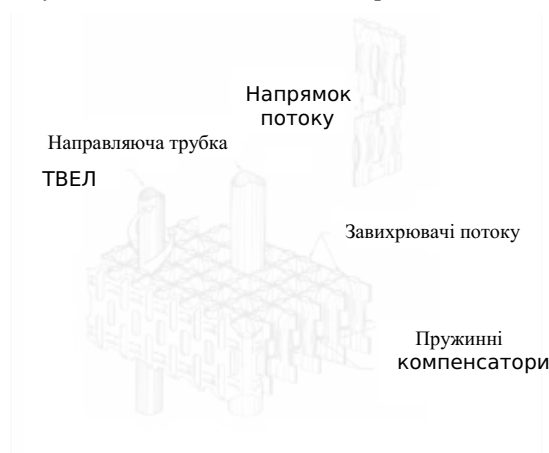 Напрямок
потоку
Направляюча трубка
ТВЕЛ
Завихрювачі потоку
Пружинні
компенсатори